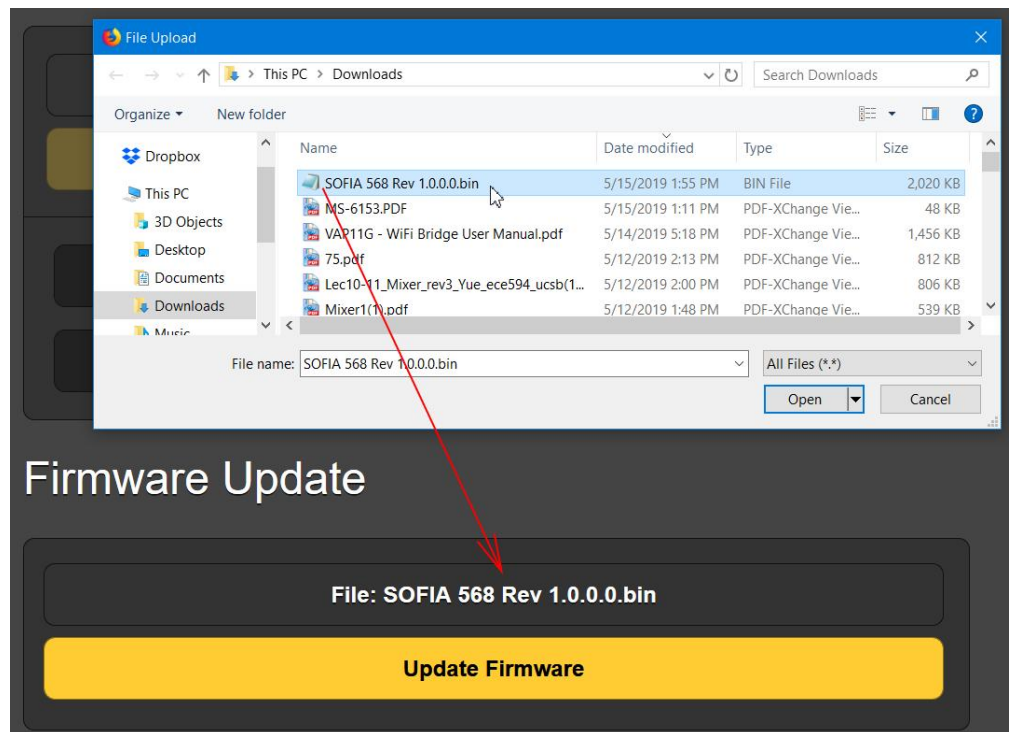 File Upload
This PC > Downloads
Search Downloads
Organize
New folder
Dropbox
This PC
3D Objects
Desktop
Documents
Downloads
Music
Name Date modified Type Size
SOFIA 568 Rev 1.0.0.0.bin 5/15/2019 1:55 PM BIN File 2,020 KB
MS-6153.PDF 5/15/2019 1:11 PM PDF-XChange Vie... 48 KB
VAP11G - WiFi Bridge User Manual.pdf 5/14/2019 5:18 PM PDF-XChange Vie... 1,456 KB
75.pdf 5/12/2019 2:13 PM PDF-XChange Vie... 812 KB
Lec10-11_Mixer_rev3_Yue_ece594_ucsb(1... 5/12/2019 2:00 PM PDF-XChange Vie... 806 KB
Mixer1(1).pdf 5/12/2019 1:48 PM PDF-XChange Vie... 539 KB
File name: SOFIA 568 Rev 1.0.0.0.bin
All Files (*.*)
Open
Cancel
Firmware Update
File: SOFIA 568 Rev 1.0.0.0.bin
Update Firmware